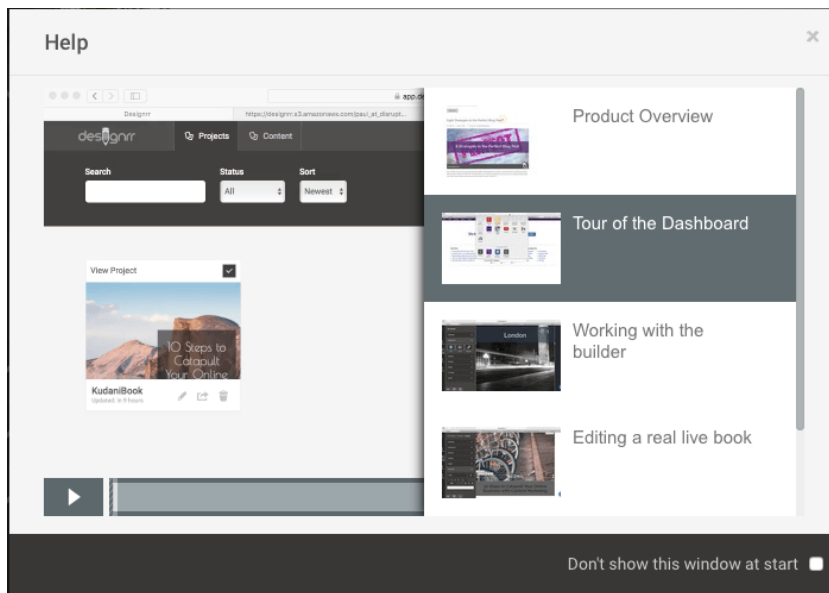 Help
×
app.de
Designrr
https://designrr.s3.amazonaws.com/paul_at_disrupt...
designrr
Projects
Content
Search
Status
Sort
All
Newest
View Project
10 Steps to
Catapult
Your Online
KudaniBook
Updated: in 9 hours
Product Overview
Tour of the Dashboard
Working with the
builder
London
Editing a real live book
Don't show this window at start